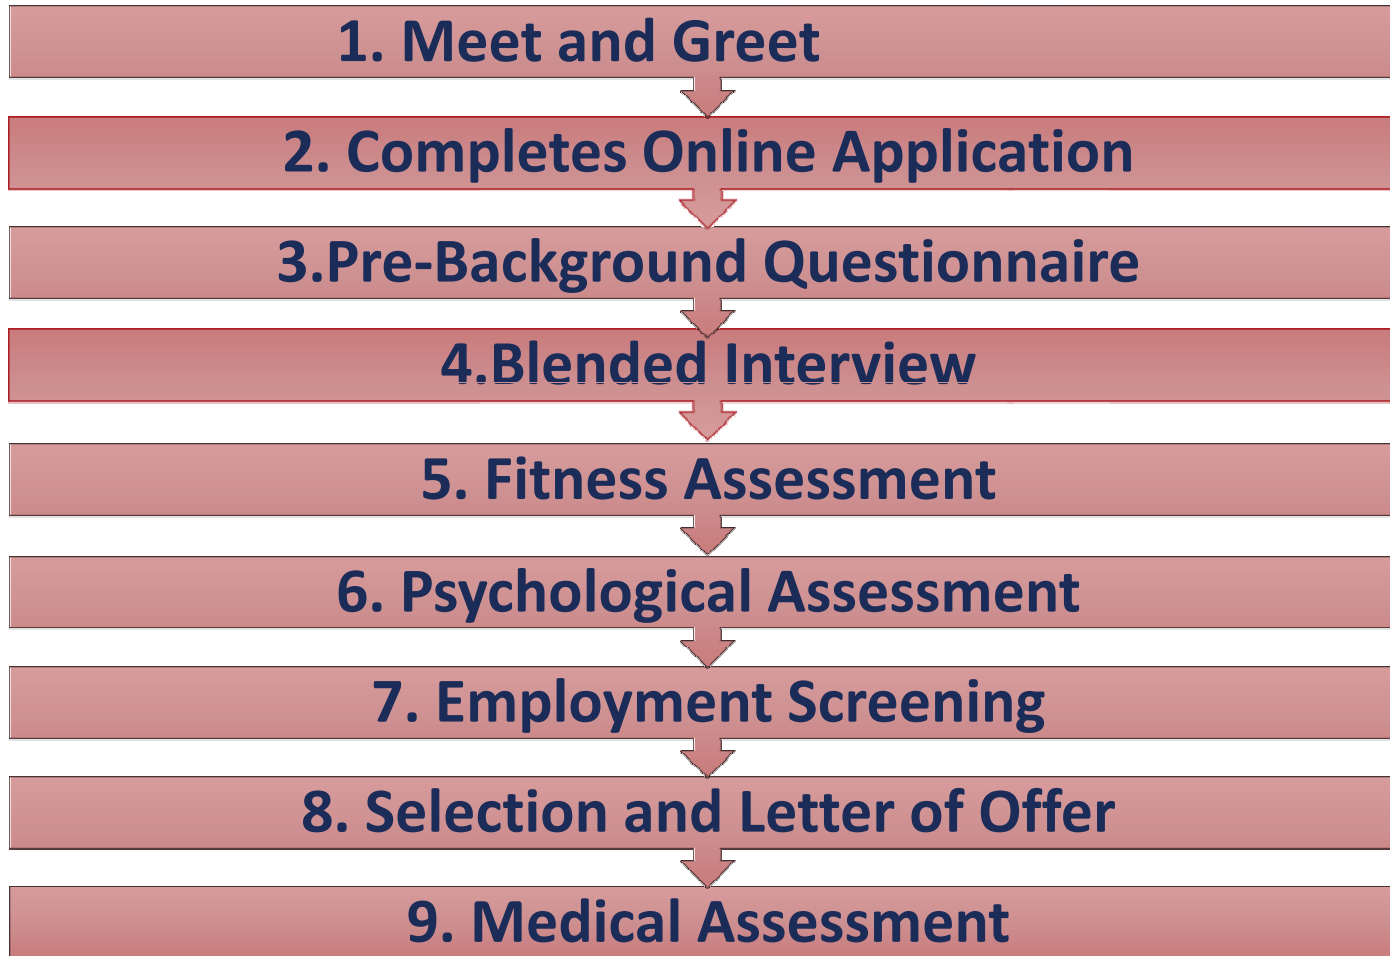 1. Meet and Greet
2. Completes Online Application
3.Pre-Background Questionnaire
4.Blended Interview
5. Fitness Assessment
6. Psychological Assessment
7. Employment Screening
8. Selection and Letter of Offer
9. Medical Assessment